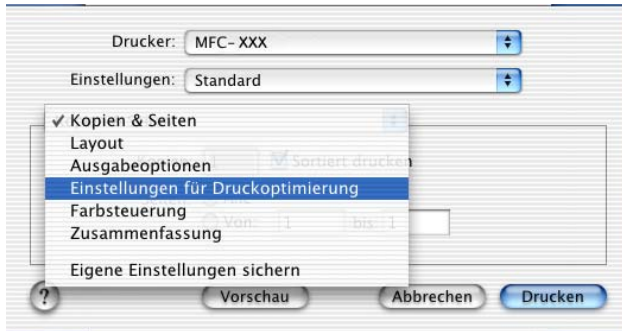 Drucker: MFC-XXX
Einstellungen: Standard
✓ Kopien & Seiten
Layout
Ausgabeoptionen
Sortiert drucken
Einstellungen für Druckoptimierung
Farbsteuerung
Von: 1 bis: 1
Zusammenfassung
Eigene Einstellungen sichern
? Vorschau Abbrechen Drucken